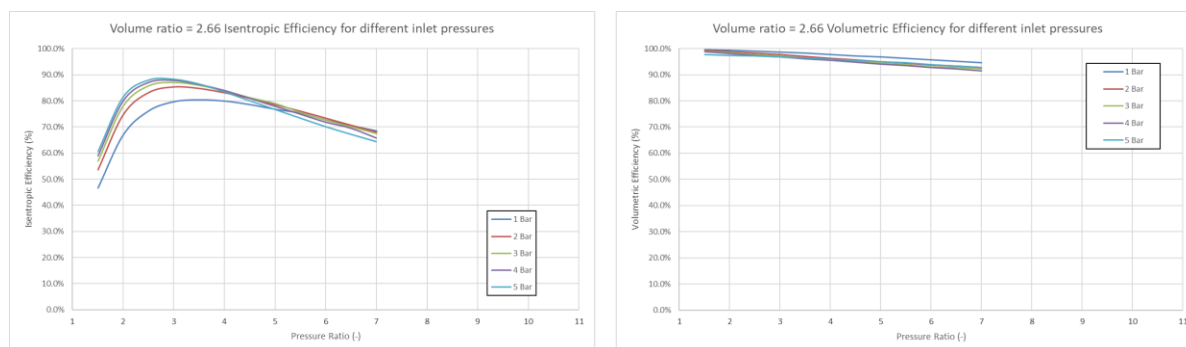 Volume ratio = 2.66 Isentropic Efficiency for different inlet pressures
100.0%
90.0%
80.0%
70.0%
60.0%
50.0%
40.0%
30.0%
20.0%
10.0%
0.0%
Isentropic Efficiency (%)
1 2 3 4 5 6 7 8 9 10 11
Pressure Ratio (-)
1 Bar
2 Bar
3 Bar
4 Bar
5 Bar
Volume ratio = 2.66 Volumetric Efficiency for different inlet pressures
100.0%
90.0%
80.0%
70.0%
60.0%
50.0%
40.0%
30.0%
20.0%
10.0%
0.0%
Volumetric Efficiency (%)
1 2 3 4 5 6 7 8 9 10 11
Pressure Ratio (-)
1 Bar
2 Bar
3 Bar
4 Bar
5 Bar